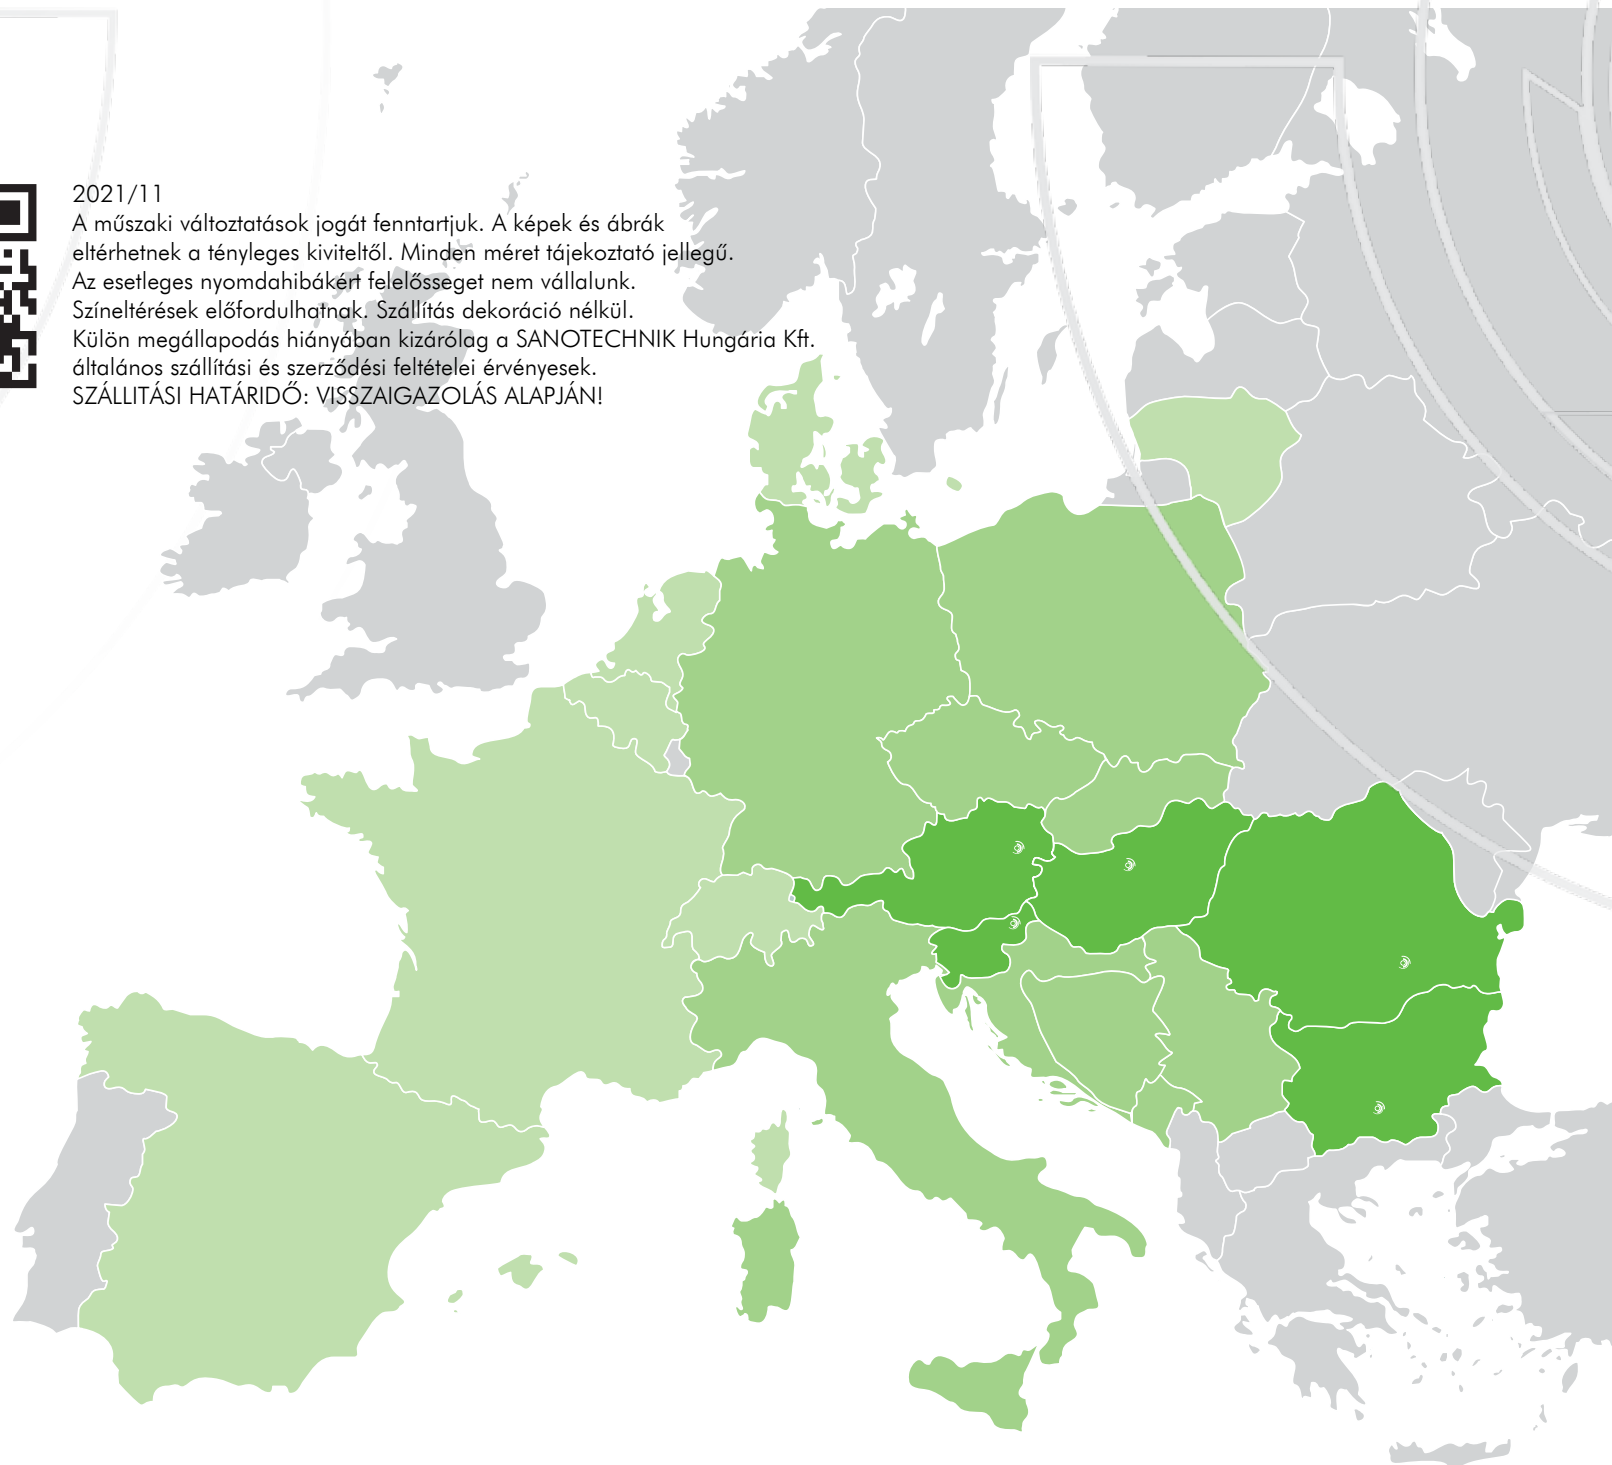 2021/11
A műszaki változtatások jogát fenntartjuk. A képek és ábrák
eltérhetnek a tényleges kiviteltől. Minden méret tájékoztató jellegű.
Az esetleges nyomdahibákért felelősseget nem vállalunk.
Színeltérések előfordulhatnak. Szállítás dekoráció nélkül.
Külön megállapodás hiányában kizárólag a SANOTECHNIK Hungária Kft.
általános szállítási és szerződési feltételei érvényesek.
SZÁLLITÁSI HATÁRIDŐ: VISSZAIGAZOLÁS ALAPJÁN!